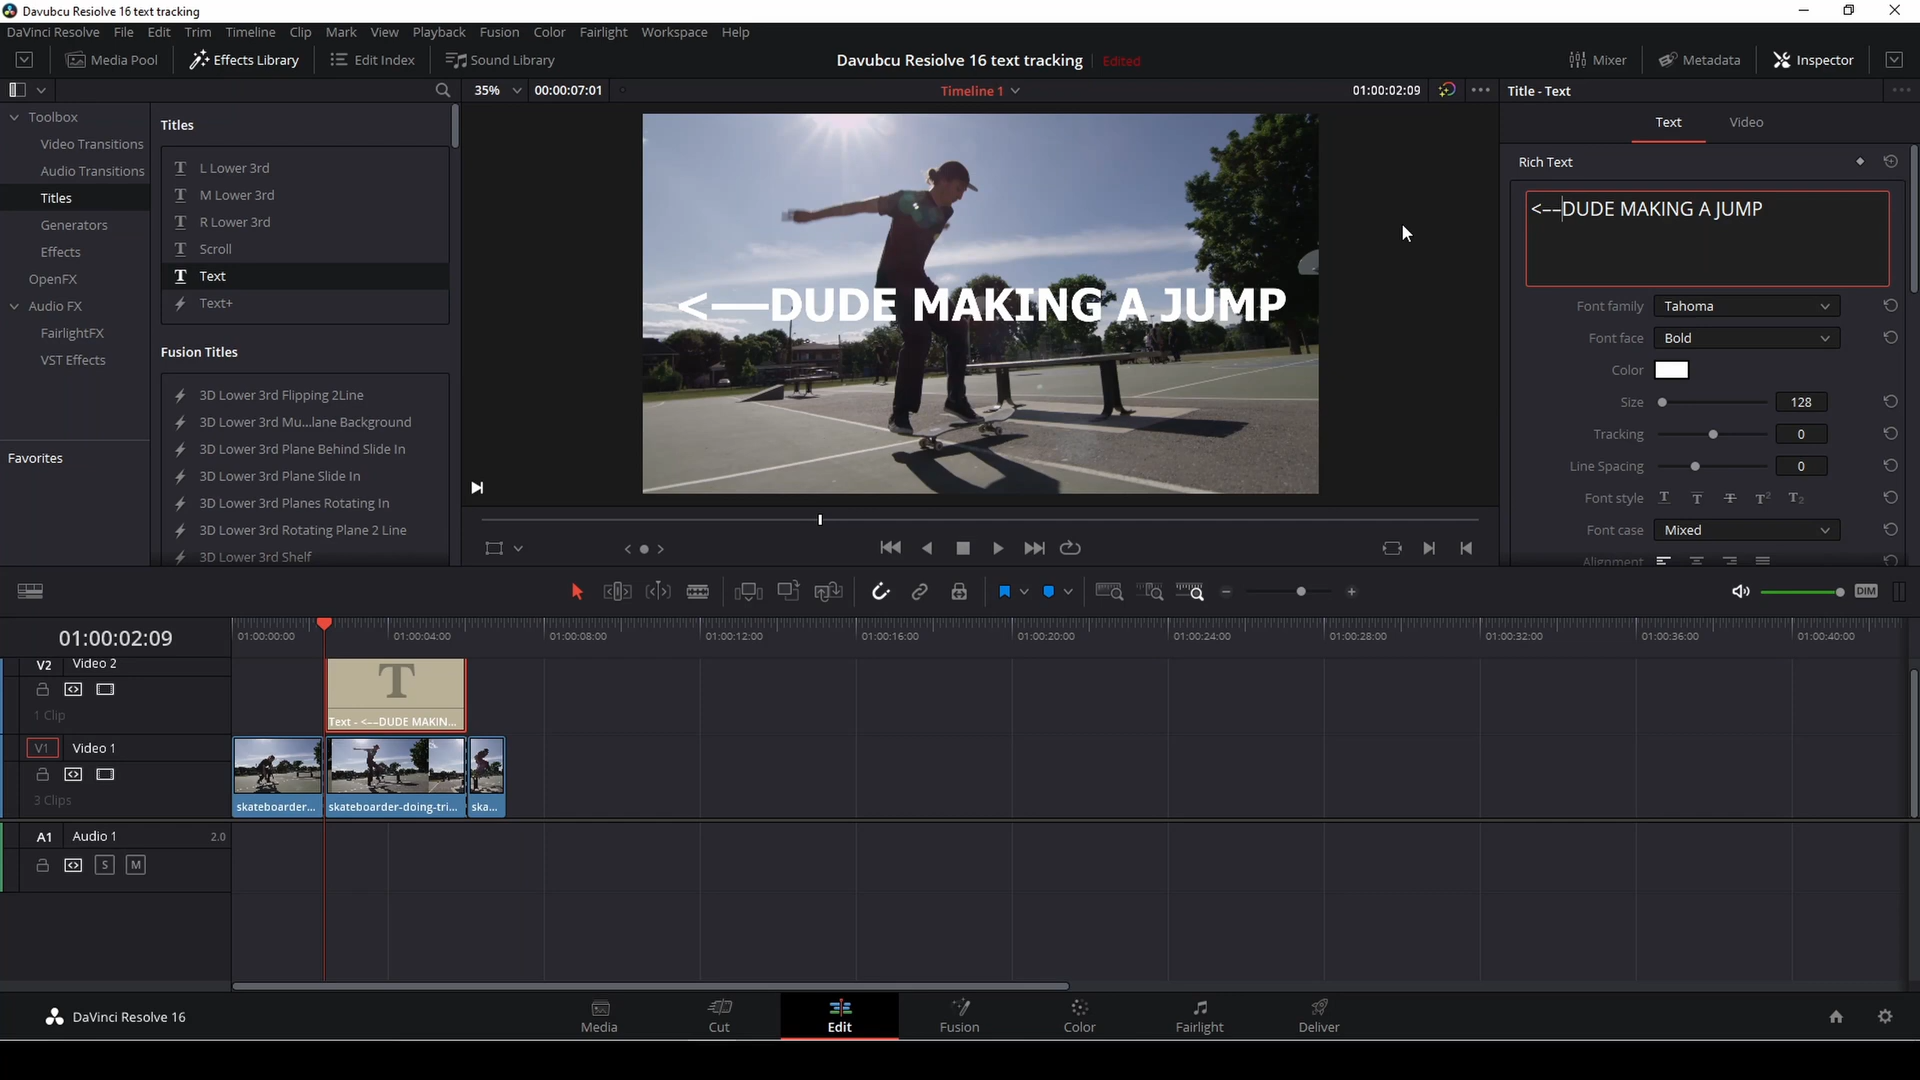 Davubcu Resiolve 16 text tracking
DaVinci Resolve File Edit Trim Timeline Clip Mark View Playback Fusion Color Fairlight Workspace Help
Media Pool Effects Library Edit Index Sound Library Davubcu Resiolve 16 text tracking Edited Mixer Metadata Inspector
35% 00:00:07:01 Timeline 1 01:00:02:09 Title - Text
Toolbox
Video Transitions
Audio Transitions
Titles
Generators
Effects
OpenFX
Audio FX
FairlightFX
VST Effects
Favorites
Titles
L Lower 3rd
M Lower 3rd
R Lower 3rd
Scroll
Text
Text+
Fusion Titles
3D Lower 3rd Flipping 2Line
3D Lower 3rd Mu...lane Background
3D Lower 3rd Plane Behind Slide In
3D Lower 3rd Plane Slide In
3D Lower 3rd Planes Rotating In
3D Lower 3rd Rotating Plane 2 Line
3D Lower 3rd Shelf
<––DUDE MAKING A JUMP
Text Video
Rich Text
<––DUDE MAKING A JUMP
Font family Tahoma
Font face Bold
Color
Size 128
Tracking 0
Line Spacing 0
Font style T T T T² T₂
Font case Mixed
Alignment
DIM
01:00:02:09
01:00:00:00 01:00:04:00 01:00:08:00 01:00:12:00 01:00:16:00 01:00:20:00 01:00:24:00 01:00:28:00 01:00:32:00 01:00:36:00 01:00:40:00
V2 Video 2
1 Clip
T
Text - <––DUDE MAKIN...
V1 Video 1
3 Clips
skateboarder... skateboarder-doing-tri... ska...
A1 Audio 1 2.0
S M
DaVinci Resolve 16
Media Cut Edit Fusion Color Fairlight Deliver